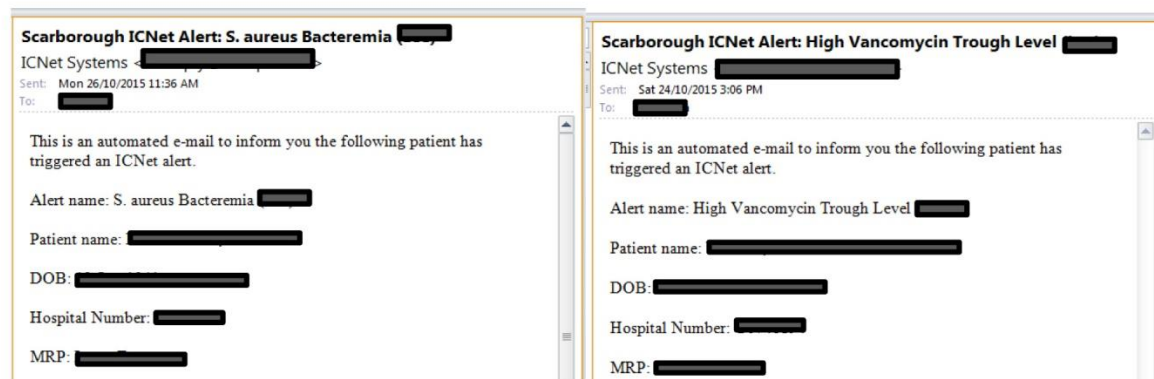 Scarborough ICNet Alert: S. aureus Bacteremia
ICNet Systems <
Sent: Mon 26/10/2015 11:36 AM
To:
This is an automated e-mail to inform you the following patient has
triggered an ICNet alert.
Alert name: S. aureus Bacteremia
Patient name:
DOB:
Hospital Number:
MRP:
Scarborough ICNet Alert: High Vancomycin Trough Level
ICNet Systems
Sent: Sat 24/10/2015 3:06 PM
To:
This is an automated e-mail to inform you the following patient has
triggered an ICNet alert.
Alert name: High Vancomycin Trough Level
Patient name:
DOB:
Hospital Number:
MRP: